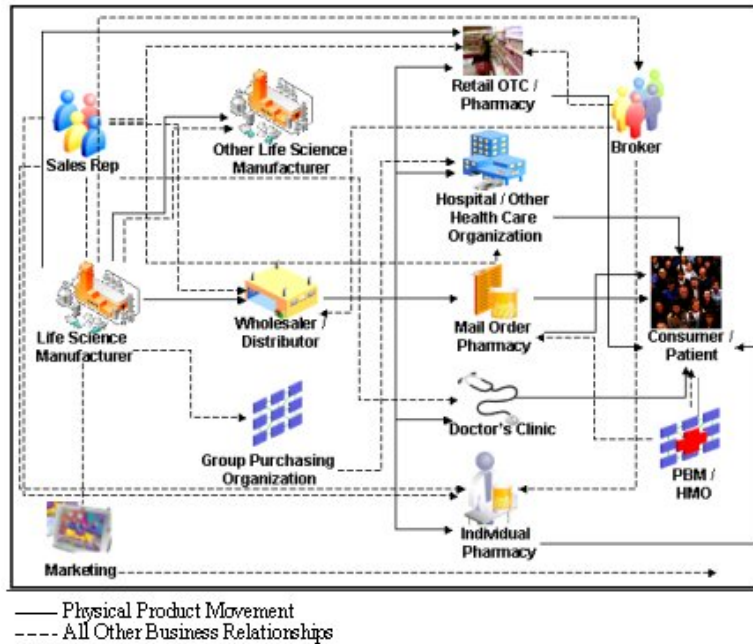 Retail OTC /
Pharmacy
Sales Rep
Other Life Science
Manufacturer
Broker
Hospital / Other
Health Care
Organization
Life Science
Manufacturer
Wholesaler /
Distributor
Mail Order
Pharmacy
Consumer /
Patient
Group Purchasing
Organization
Doctor's Clinic
PBM /
HMO
Individual
Pharmacy
Marketing
Physical Product Movement
All Other Business Relationships